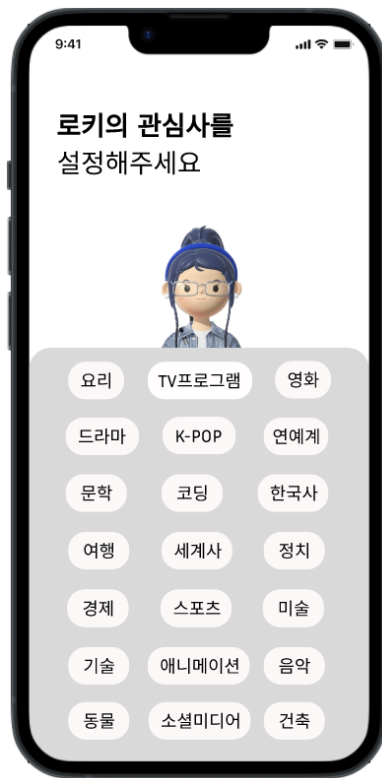 9:41
로키의 관심사를
설정해주세요
요리 TV프로그램 영화
드라마 K-POP 연예계
문학 코딩 한국사
여행 세계사 정치
경제 스포츠 미술
기술 애니메이션 음악
동물 소셜미디어 건축